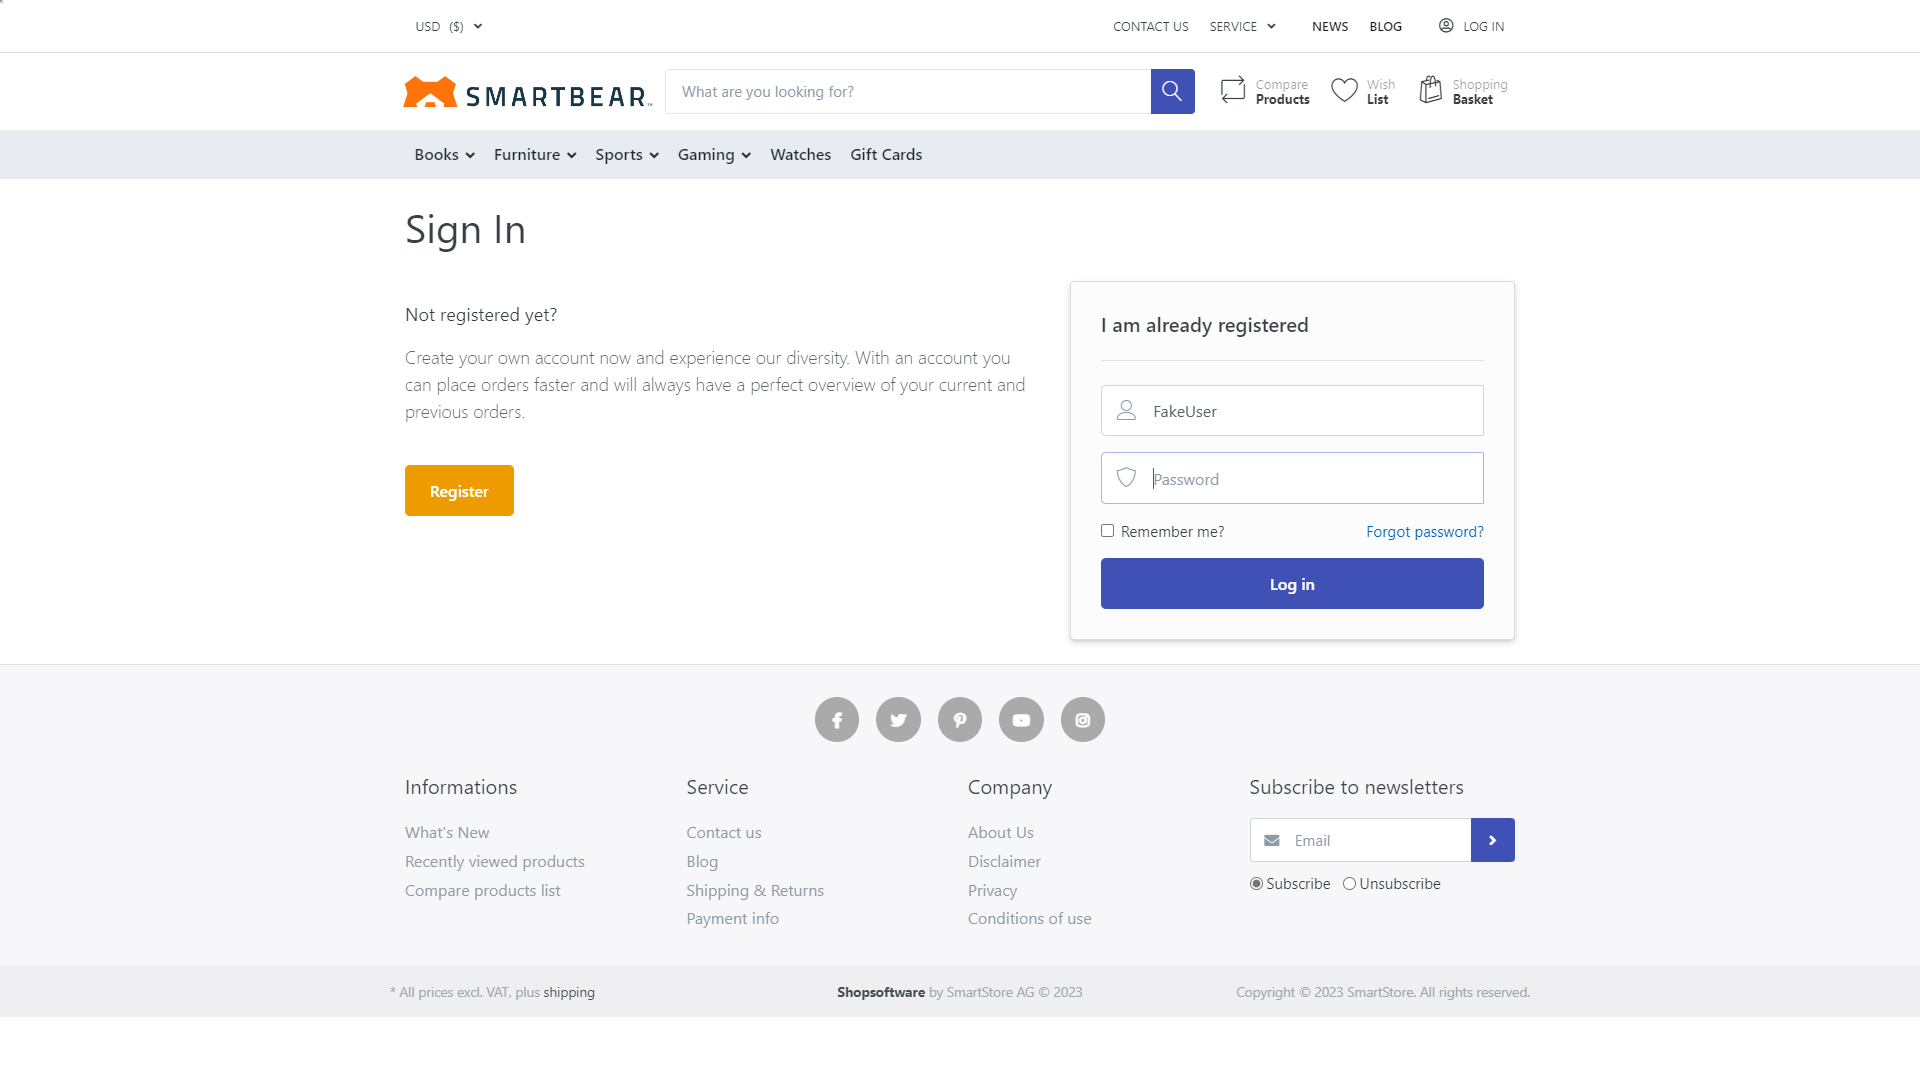 USD ($)
CONTACT US SERVICE NEWS BLOG LOG IN
SMARTBEAR™
What are you looking for?
Compare
Products
Wish
List
Shopping
Basket
Books Furniture Sports Gaming Watches Gift Cards
Sign In
Not registered yet?
Create your own account now and experience our diversity. With an account you
can place orders faster and will always have a perfect overview of your current and
previous orders.
Register
I am already registered
FakeUser
Password
Remember me? Forgot password?
Log in
Informations
What's New
Recently viewed products
Compare products list
Service
Contact us
Blog
Shipping & Returns
Payment info
Company
About Us
Disclaimer
Privacy
Conditions of use
Subscribe to newsletters
Email
Subscribe Unsubscribe
* All prices excl. VAT, plus shipping
Shopsoftware by SmartStore AG © 2023
Copyright © 2023 SmartStore. All rights reserved.